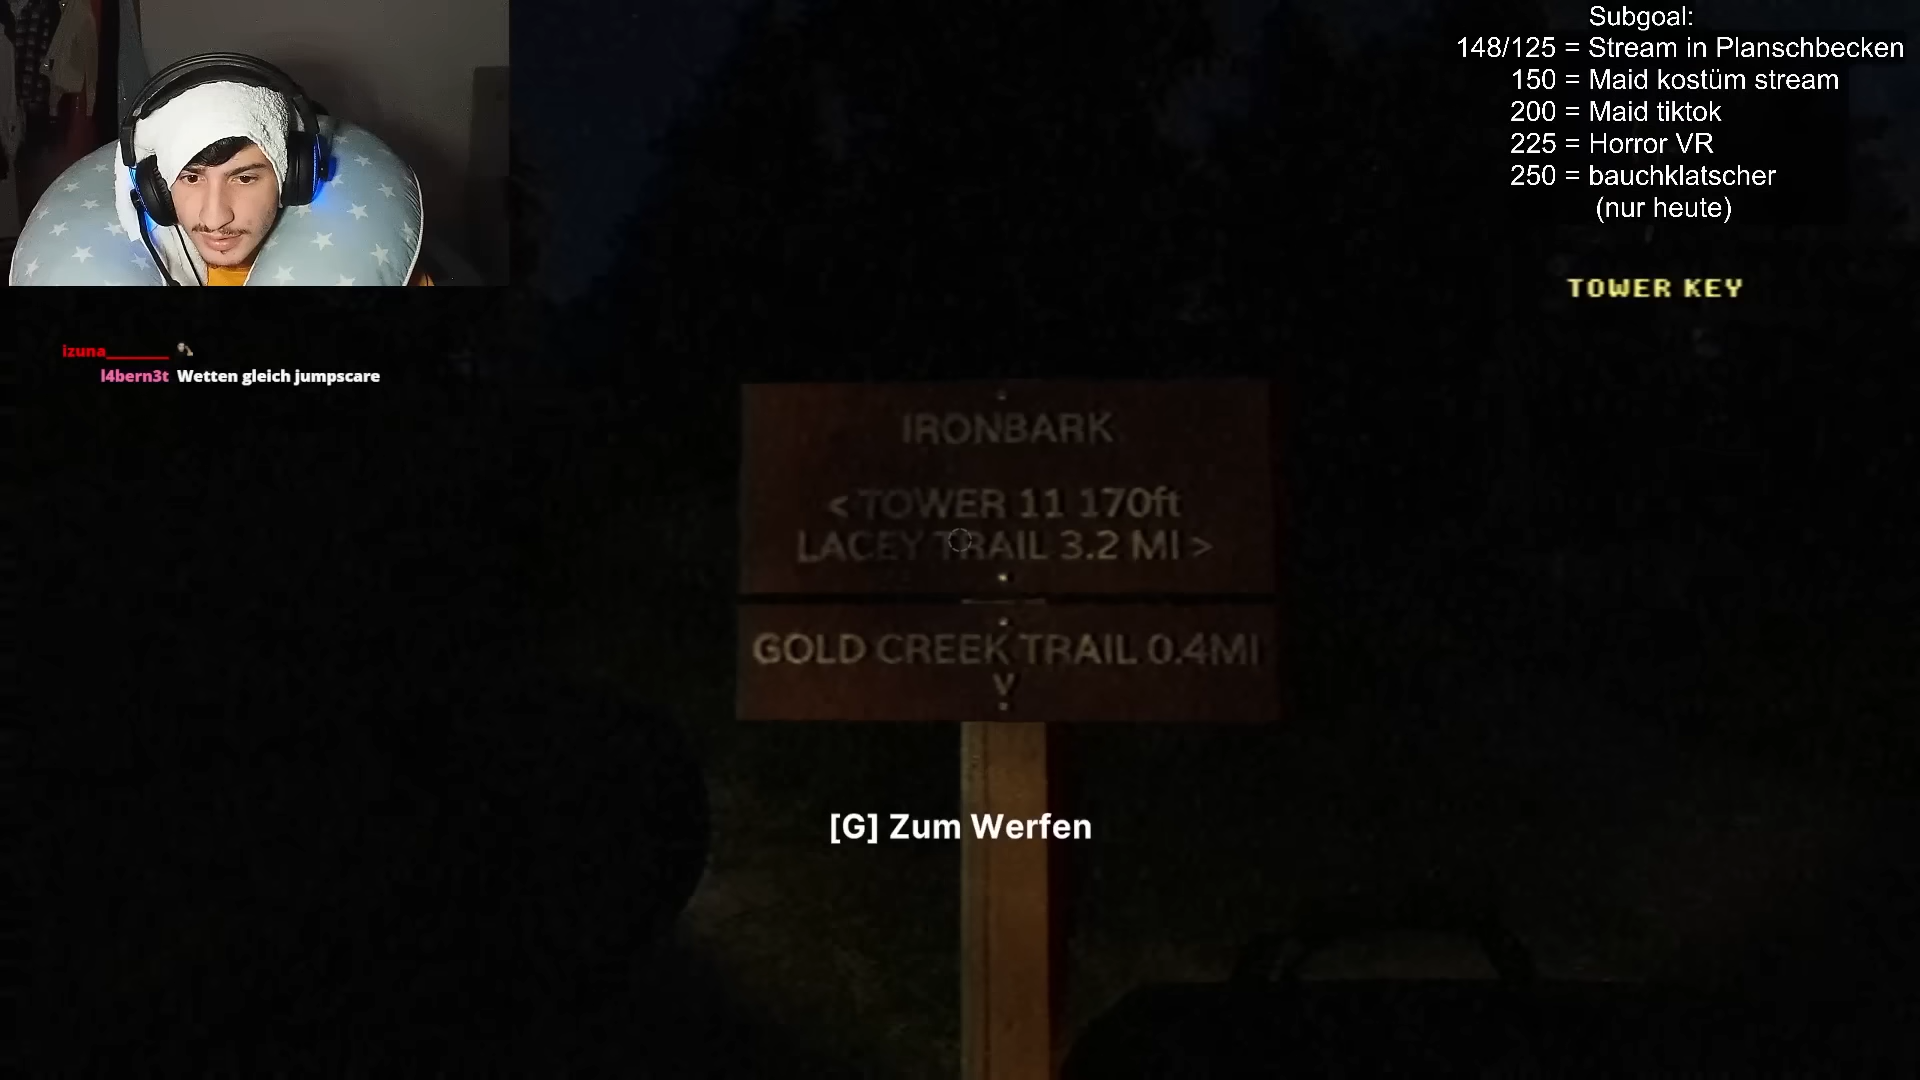 Subgoal:
148/125 = Stream in Planschbecken
150 = Maid kostüm stream
200 = Maid tiktok
225 = Horror VR
250 = bauchklatscher
(nur heute)
TOWER KEY
izuna________
l4bern3t Wetten gleich jumpscare
IRONBARK
< TOWER 11 170ft
LACEY TRAIL 3.2 MI >
GOLD CREEK TRAIL 0.4MI
V
[G] Zum Werfen